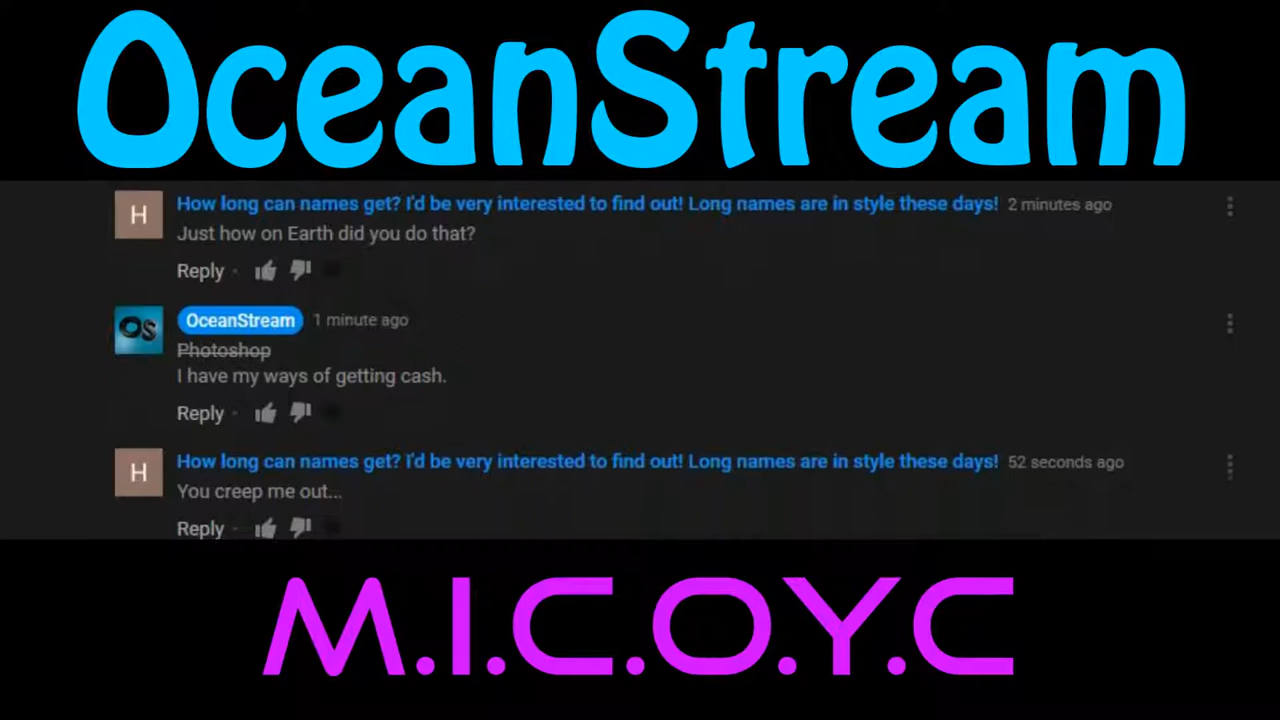 OceanStream
H
How long can names get? I'd be very interested to find out! Long names are in style these days! 2 minutes ago
Just how on Earth did you do that?
Reply
OS
OceanStream 1 minute ago
Photoshop
I have my ways of getting cash.
Reply
H
How long can names get? I'd be very interested to find out! Long names are in style these days! 52 seconds ago
You creep me out...
Reply
M.I.C.O.Y.C